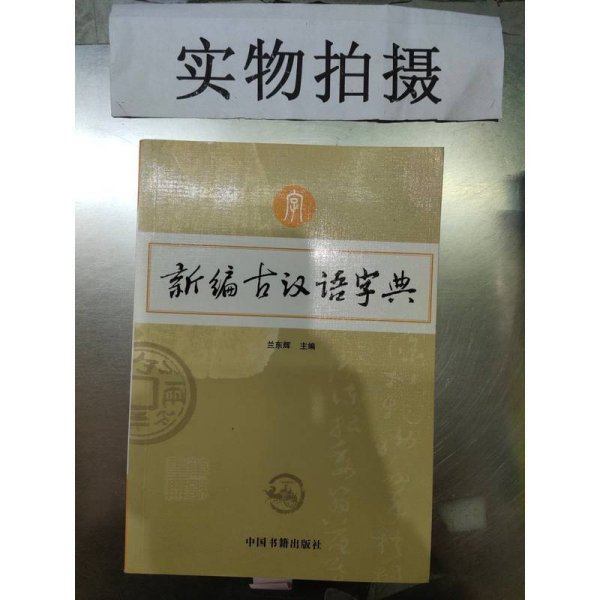 实物拍摄
字
新编古汉语字典
兰东辉 主编
中国书籍出版社